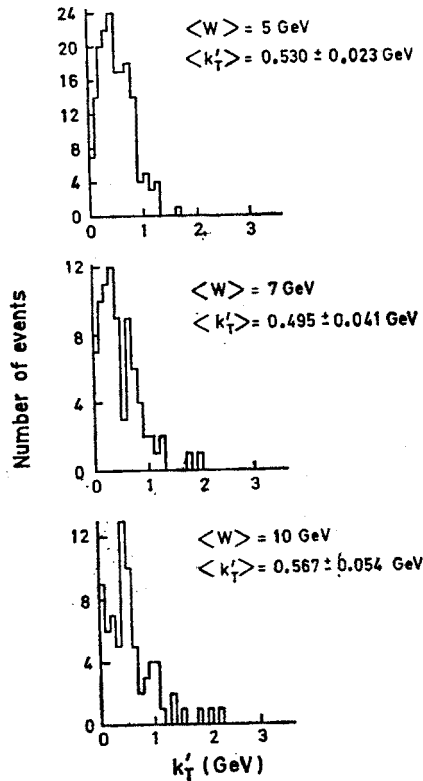 24
20
16
12
8
4
0
<W> = 5 GeV
<k'T> = 0.530 ± 0.023 GeV
0 1 2 3
12
8
4
0
<W> = 7 GeV
<k'T> = 0.495 ± 0.041 GeV
0 1 2 3
Number of events
12
8
4
0
<W> = 10 GeV
<k'T> = 0.567 ± 0.054 GeV
0 1 2 3
k'T (GeV)